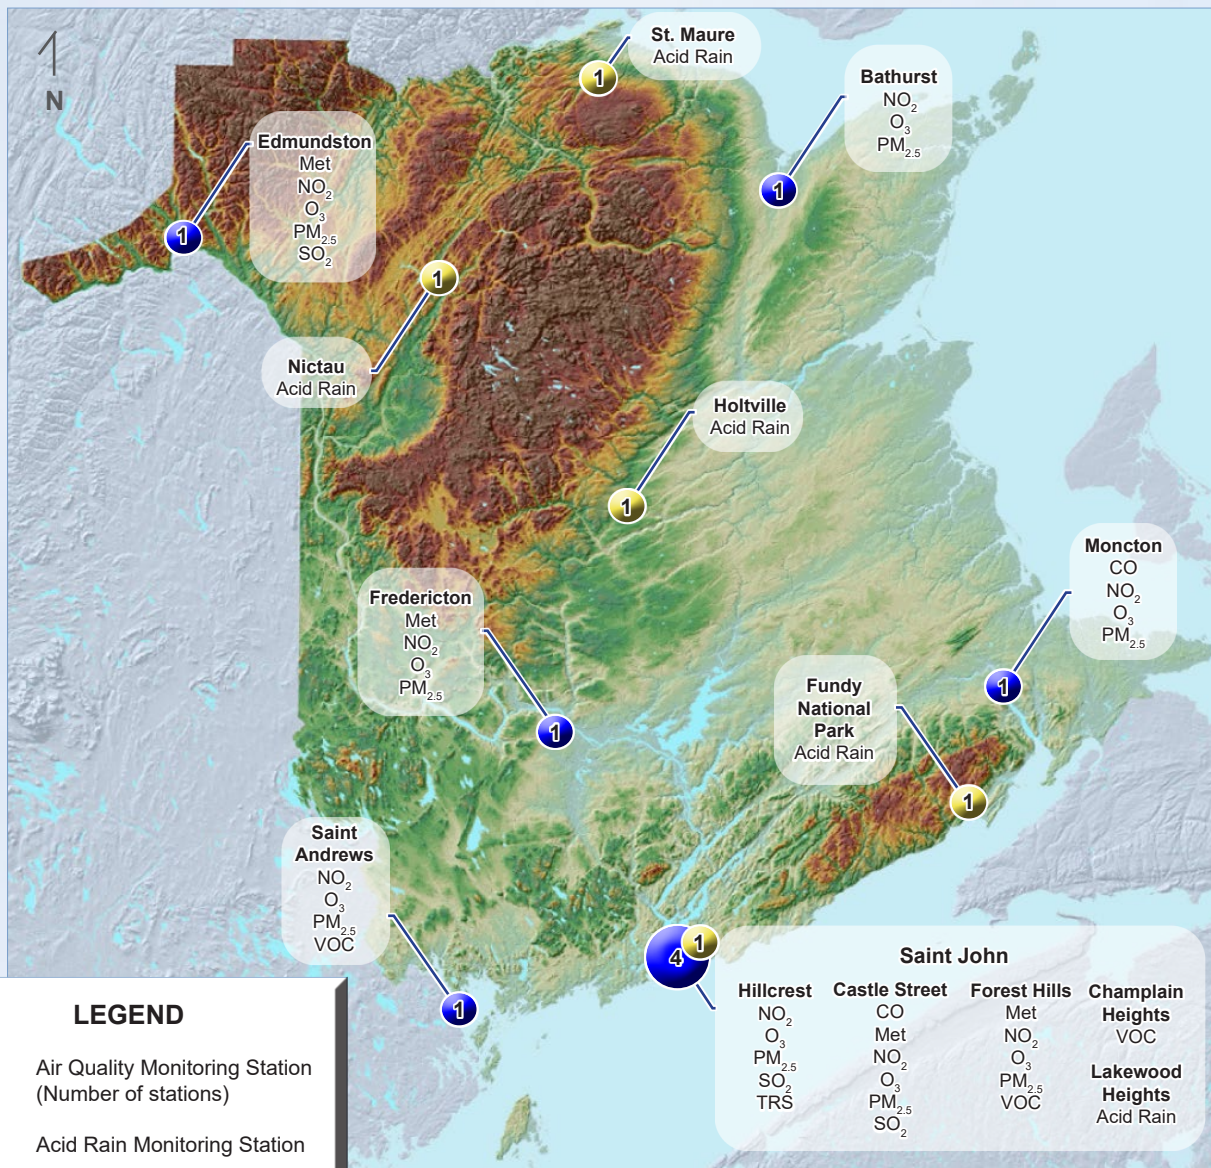 N
St. Maure
Acid Rain
1
Bathurst
NO₂
O₃
PM₂.₅
1
Edmundston
Met
NO₂
O₃
PM₂.₅
SO₂
1
1
Nictau
Acid Rain
Holtville
Acid Rain
1
Moncton
CO
NO₂
O₃
PM₂.₅
1
Fredericton
Met
NO₂
O₃
PM₂.₅
1
Fundy
National
Park
Acid Rain
1
Saint
Andrews
NO₂
O₃
PM₂.₅
VOC
1
4
1
Saint John
Hillcrest
NO₂
O₃
PM₂.₅
SO₂
TRS
Castle Street
CO
Met
NO₂
O₃
PM₂.₅
SO₂
Forest Hills
Met
NO₂
O₃
PM₂.₅
VOC
Champlain
Heights
VOC
Lakewood
Heights
Acid Rain
LEGEND
Air Quality Monitoring Station
(Number of stations)
Acid Rain Monitoring Station